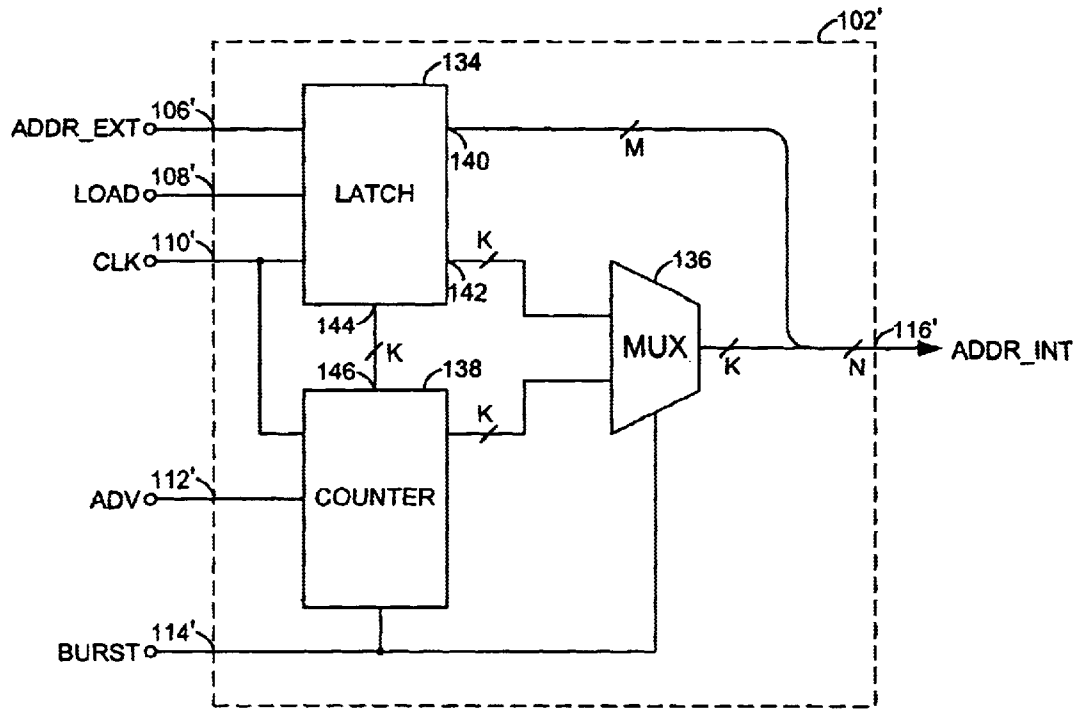 102'
134
106'
ADDR_EXT
140
M
108'
LOAD
LATCH
110'
CLK
K
142
136
144
MUX
116'
K
N
ADDR_INT
K
146
138
K
112'
ADV
COUNTER
114'
BURST